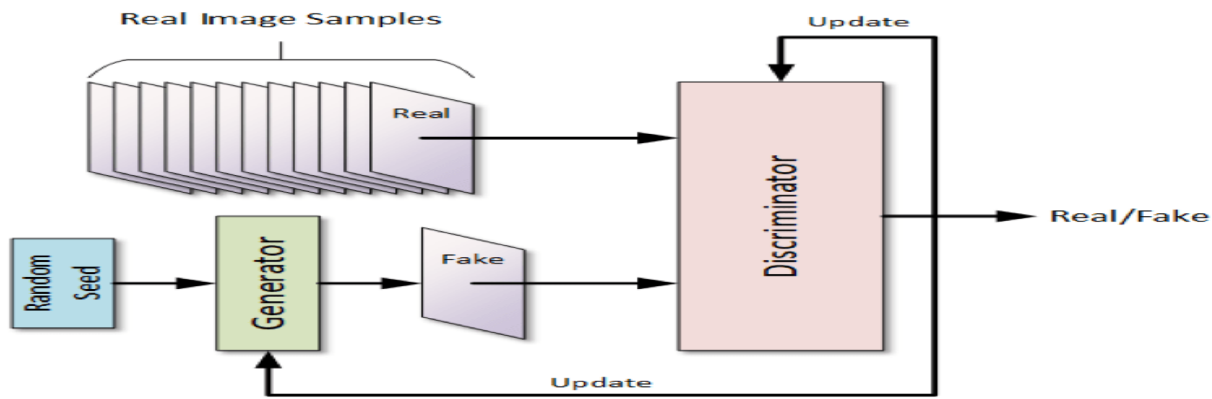 Real Image Samples
Update
Real
Discriminator
Real/Fake
Random
Seed
Generator
Fake
Update